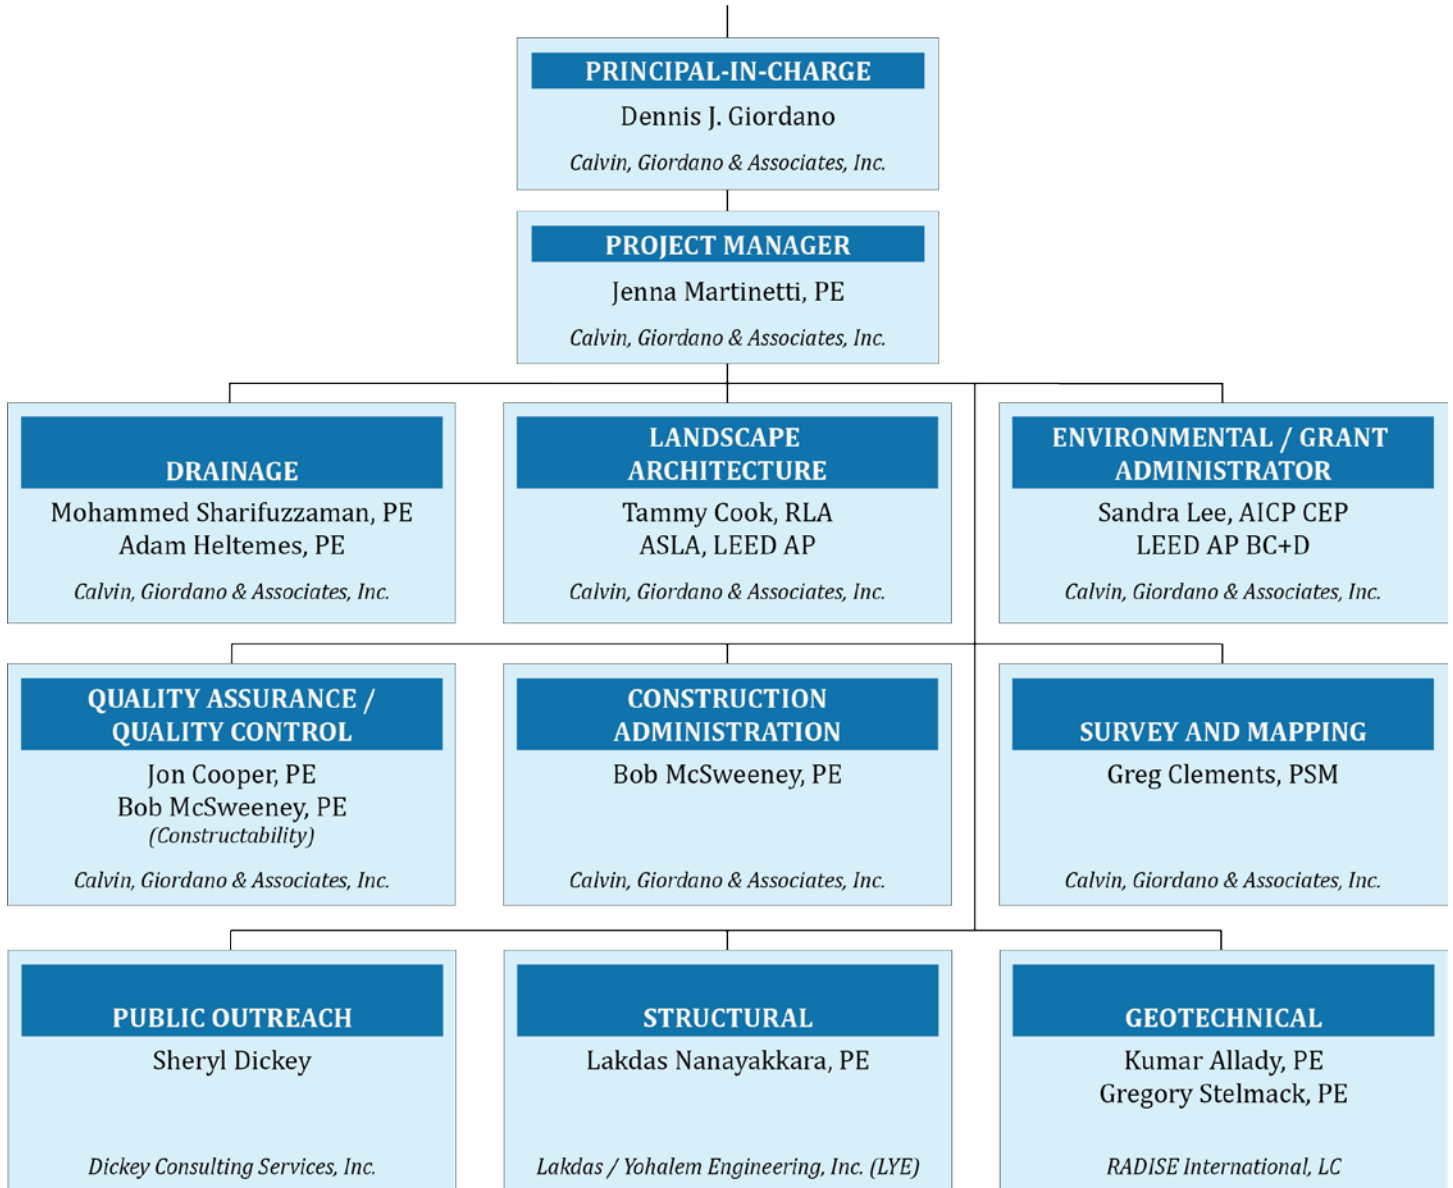 PRINCIPAL-IN-CHARGE
Dennis J. Giordano
Calvin, Giordano & Associates, Inc.
PROJECT MANAGER
Jenna Martinetti, PE
Calvin, Giordano & Associates, Inc.
DRAINAGE
Mohammed Sharifuzzaman, PE
Adam Heltemes, PE
Calvin, Giordano & Associates, Inc.
LANDSCAPE
ARCHITECTURE
Tammy Cook, RLA
ASLA, LEED AP
Calvin, Giordano & Associates, Inc.
ENVIRONMENTAL / GRANT
ADMINISTRATOR
Sandra Lee, AICP CEP
LEED AP BC+D
Calvin, Giordano & Associates, Inc.
QUALITY ASSURANCE /
QUALITY CONTROL
Jon Cooper, PE
Bob McSweeney, PE
(Constructability)
Calvin, Giordano & Associates, Inc.
CONSTRUCTION
ADMINISTRATION
Bob McSweeney, PE
Calvin, Giordano & Associates, Inc.
SURVEY AND MAPPING
Greg Clements, PSM
Calvin, Giordano & Associates, Inc.
PUBLIC OUTREACH
Sheryl Dickey
Dickey Consulting Services, Inc.
STRUCTURAL
Lakdas Nanayakkara, PE
Lakdas / Yohalem Engineering, Inc. (LYE)
GEOTECHNICAL
Kumar Allady, PE
Gregory Stelmack, PE
RADISE International, LC